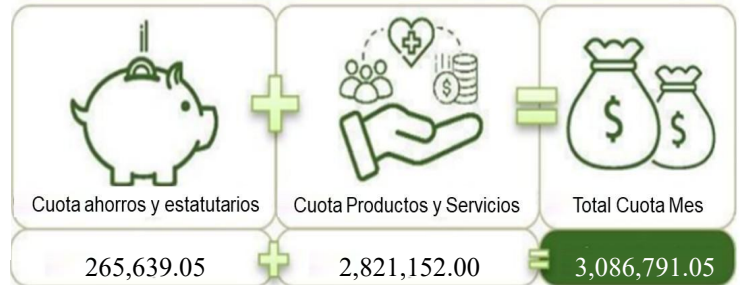 Cuota ahorros y estatutarios
Cuota Productos y Servicios
Total Cuota Mes
265,639.05
2,821,152.00
3,086,791.05